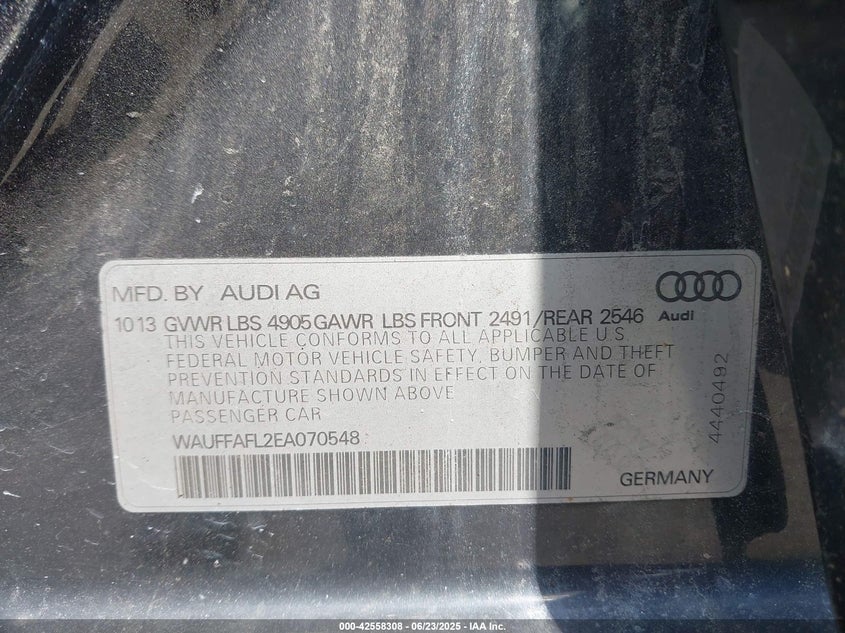 MFD. BY AUDI AG
1013 GVWR LBS 4905 GAWR LBS FRONT 2491/REAR 2546
Audi
THIS VEHICLE CONFORMS TO ALL APPLICABLE U.S.
FEDERAL MOTOR VEHICLE SAFETY, BUMPER AND THEFT
PREVENTION STANDARDS IN EFFECT ON THE DATE OF
MANUFACTURE SHOWN ABOVE
PASSENGER CAR
4440492
WAUFFAFL2EA070548
GERMANY
000-42558308 - 06/23/2025 - IAA Inc.